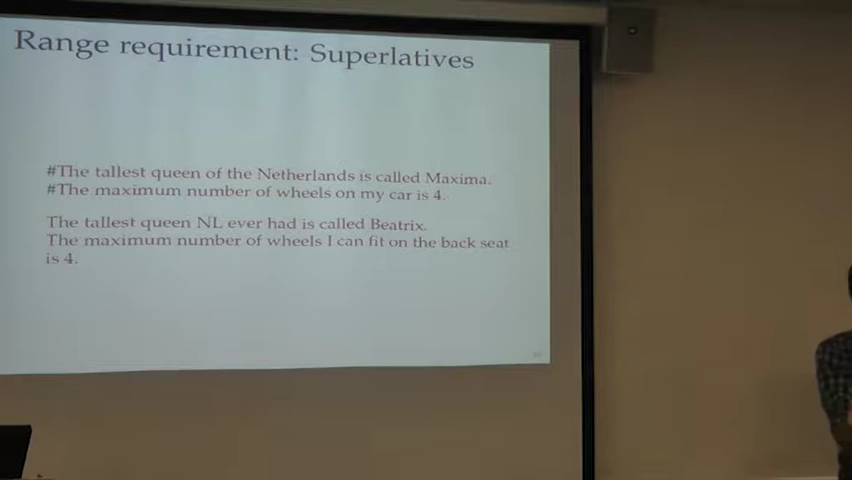 Range requirement: Superlatives
#The tallest queen of the Netherlands is called Maxima.
#The maximum number of wheels on my car is 4.
The tallest queen NL ever had is called Beatrix.
The maximum number of wheels I can fit on the back seat
is 4.